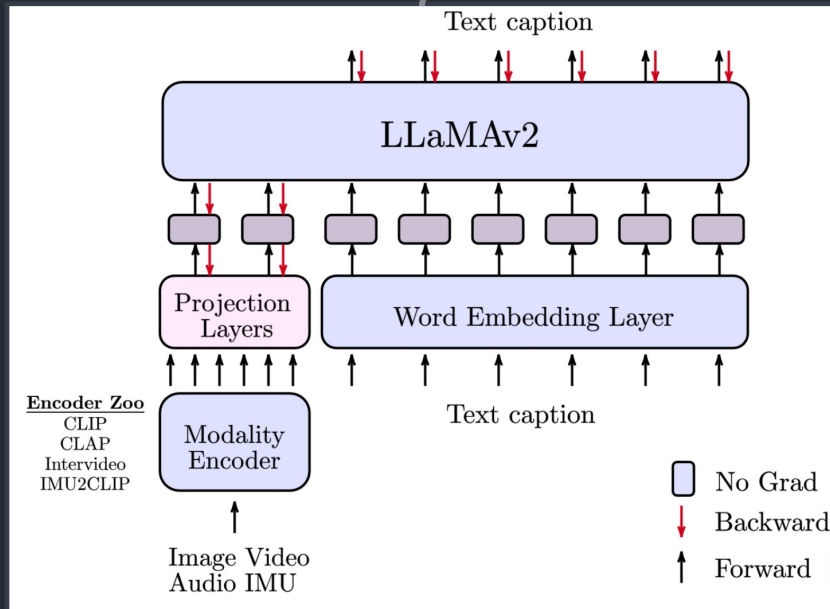 Text caption
LLaMAv2
Projection
Layers
Word Embedding Layer
Encoder Zoo
CLIP
CLAP
Intervideo
IMU2CLIP
Modality
Encoder
Text caption
Image Video
Audio IMU
No Grad
Backward
Forward